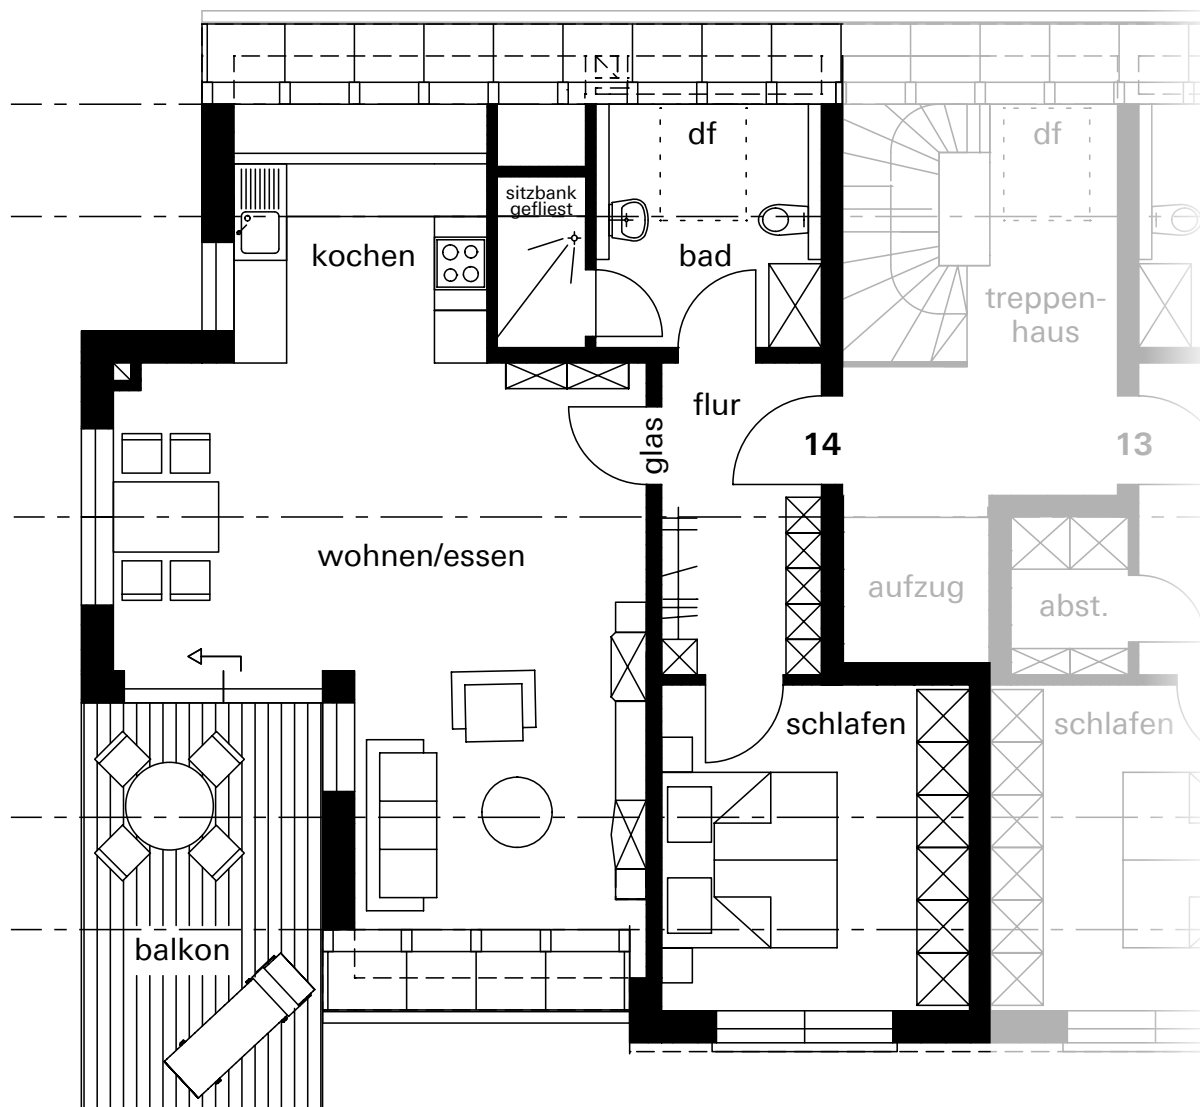 df
df
sitzbank
gefliest
kochen
bad
treppen-
haus
flur
glas
14
13
wohnen/essen
aufzug
abst.
schlafen
schlafen
balkon